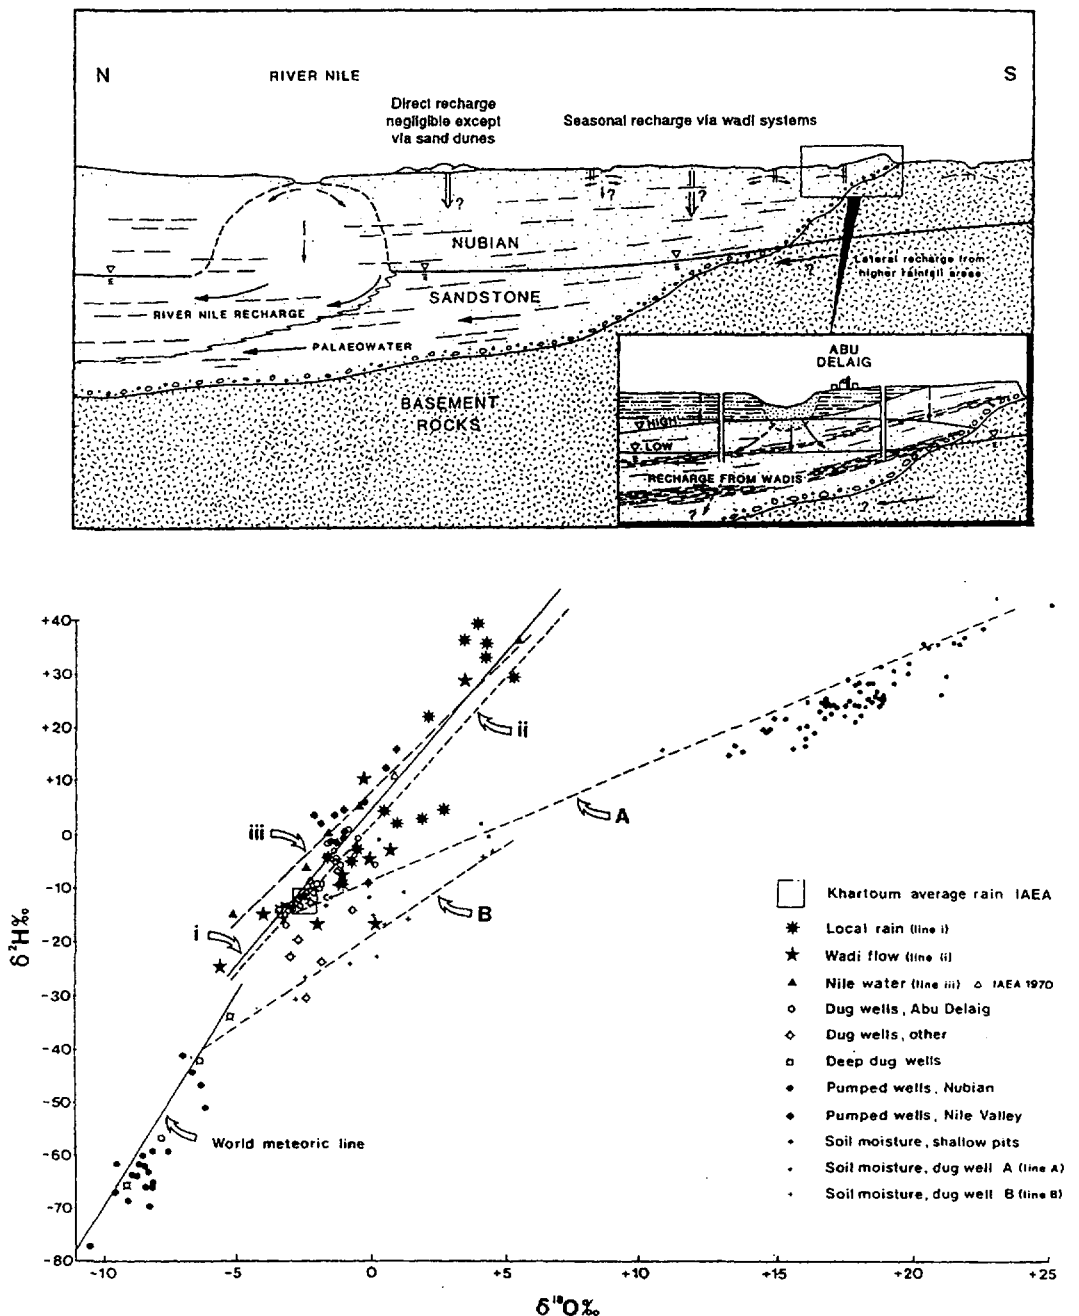 N
RIVER NILE
S
Direct recharge
negligible except
via sand dunes
Seasonal recharge via wadi systems
?
?
?
NUBIAN
?
Lateral recharge from
higher rainfall areas
SANDSTONE
RIVER NILE RECHARGE
PALAEOWATER
BASEMENT
ROCKS
ABU
DELAIG
HIGH
LOW
RECHARGE FROM WADIS
?
?
+40
+30
+20
+10
0
-10
-20
-30
-40
-50
-60
-70
-80
δ²H‰
ii
iii
A
i
B
World meteoric line
Khartoum average rain IAEA
Local rain (line i)
Wadi flow (line ii)
Nile water (line iii) △ IAEA 1970
Dug wells, Abu Delaig
Dug wells, other
Deep dug wells
Pumped wells, Nubian
Pumped wells, Nile Valley
Soil moisture, shallow pits
Soil moisture, dug well A (line A)
Soil moisture, dug well B (line B)
-10
-5
0
+5
+10
+15
+20
+25
δ¹⁸O‰